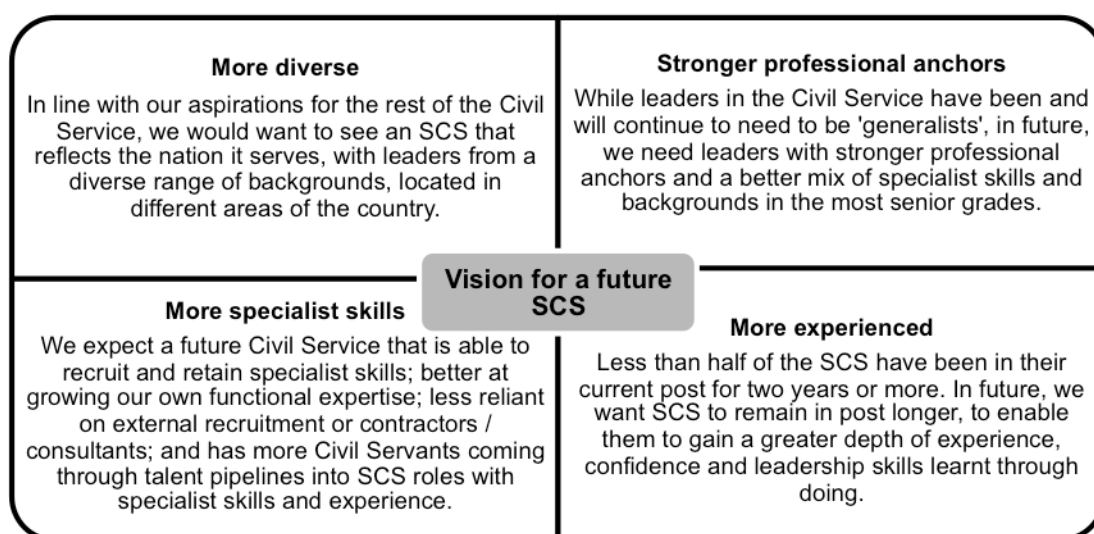 More diverse
In line with our aspirations for the rest of the Civil
Service, we would want to see an SCS that
reflects the nation it serves, with leaders from a
diverse range of backgrounds, located in
different areas of the country.
Stronger professional anchors
While leaders in the Civil Service have been and
will continue to need to be 'generalists', in future,
we need leaders with stronger professional
anchors and a better mix of specialist skills and
backgrounds in the most senior grades.
Vision for a future
SCS
More specialist skills
We expect a future Civil Service that is able to
recruit and retain specialist skills; better at
growing our own functional expertise; less reliant
on external recruitment or contractors /
consultants; and has more Civil Servants coming
through talent pipelines into SCS roles with
specialist skills and experience.
More experienced
Less than half of the SCS have been in their
current post for two years or more. In future, we
want SCS to remain in post longer, to enable
them to gain a greater depth of experience,
confidence and leadership skills learnt through
doing.